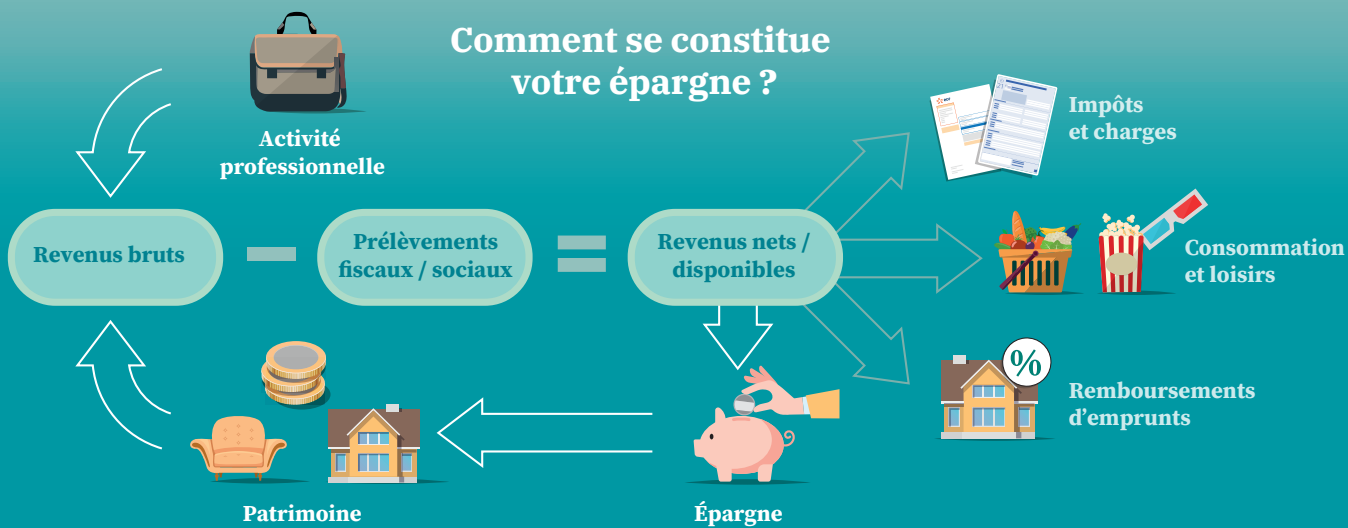 Comment se constitue
votre épargne ?
Activité
professionnelle
Impôts
et charges
Revenus bruts
Prélèvements
fiscaux / sociaux
Revenus nets /
disponibles
Consommation
et loisirs
%
Remboursements
d'emprunts
Patrimoine
Épargne